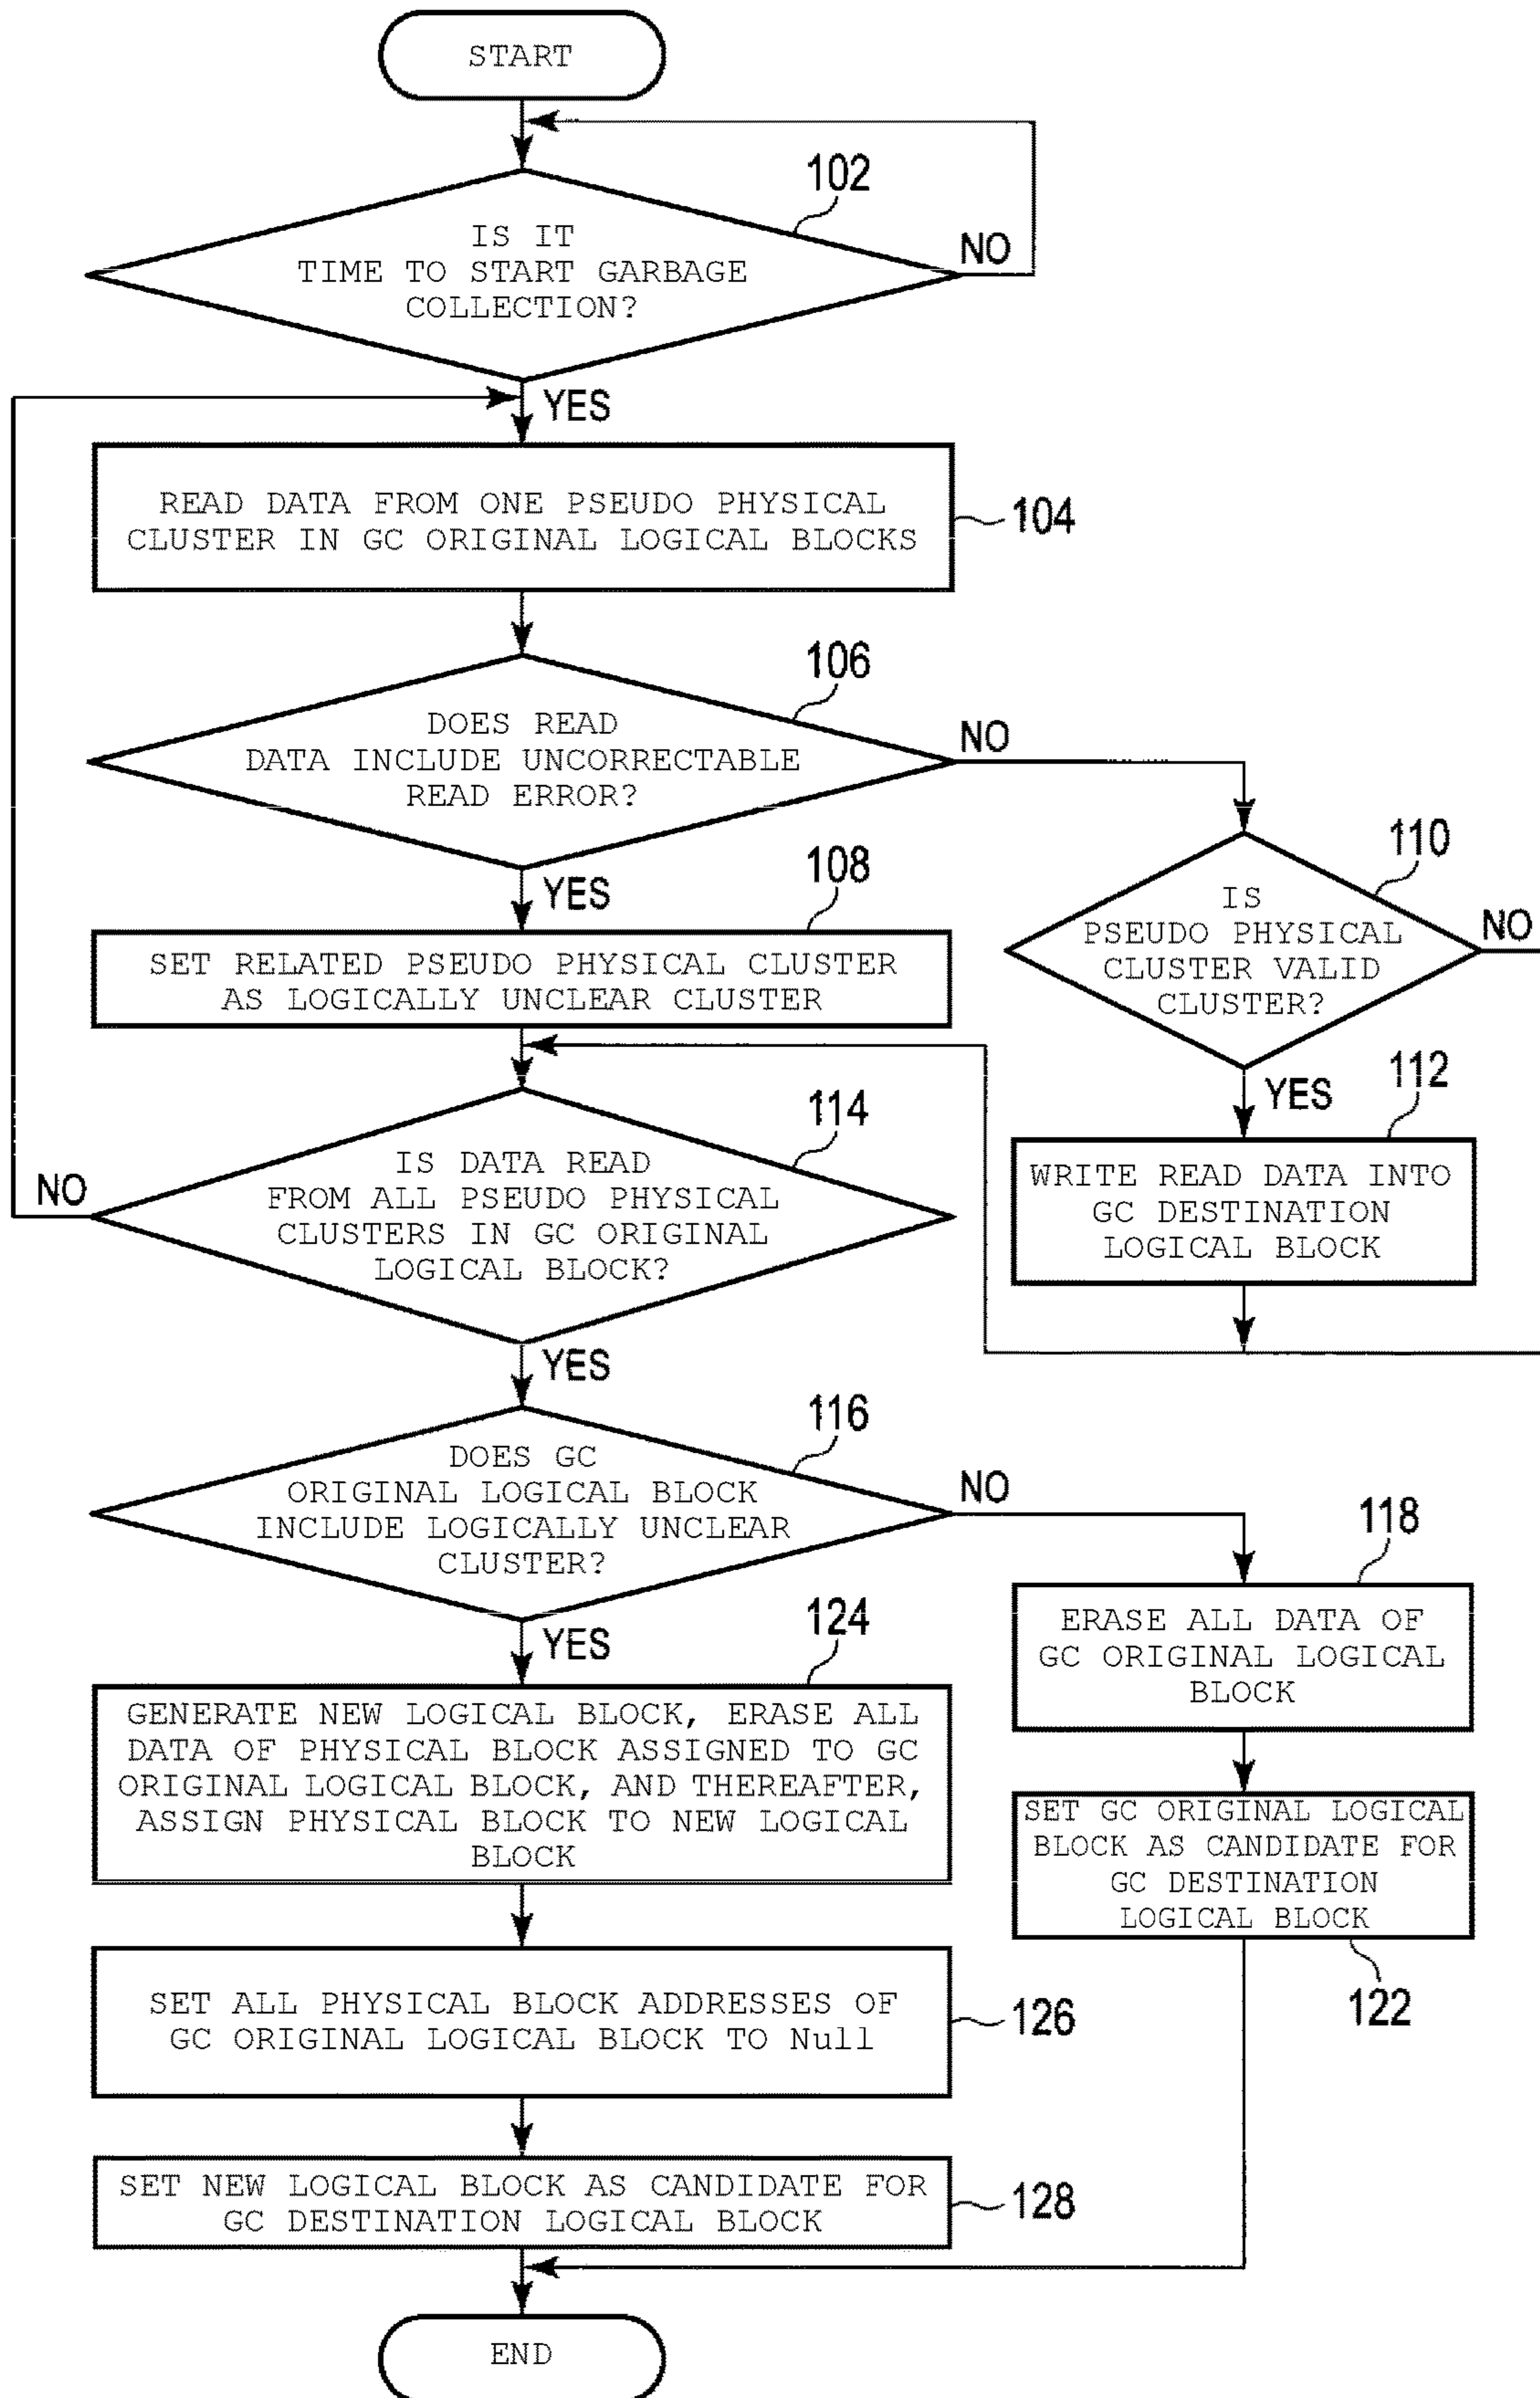 START
102
IS IT
TIME TO START GARBAGE
COLLECTION?
NO
YES
READ DATA FROM ONE PSEUDO PHYSICAL
CLUSTER IN GC ORIGINAL LOGICAL BLOCKS
104
106
DOES READ
DATA INCLUDE UNCORRECTABLE
READ ERROR?
NO
YES
108
SET RELATED PSEUDO PHYSICAL CLUSTER
AS LOGICALLY UNCLEAR CLUSTER
110
IS
PSEUDO PHYSICAL
CLUSTER VALID
CLUSTER?
NO
YES
112
WRITE READ DATA INTO
GC DESTINATION
LOGICAL BLOCK
114
IS DATA READ
FROM ALL PSEUDO PHYSICAL
CLUSTERS IN GC ORIGINAL
LOGICAL BLOCK?
NO
YES
116
DOES GC
ORIGINAL LOGICAL BLOCK
INCLUDE LOGICALLY UNCLEAR
CLUSTER?
NO
YES
118
ERASE ALL DATA OF
GC ORIGINAL LOGICAL
BLOCK
SET GC ORIGINAL LOGICAL
BLOCK AS CANDIDATE FOR
GC DESTINATION
LOGICAL BLOCK
122
124
GENERATE NEW LOGICAL BLOCK, ERASE ALL
DATA OF PHYSICAL BLOCK ASSIGNED TO GC
ORIGINAL LOGICAL BLOCK, AND THEREAFTER,
ASSIGN PHYSICAL BLOCK TO NEW LOGICAL
BLOCK
SET ALL PHYSICAL BLOCK ADDRESSES OF
GC ORIGINAL LOGICAL BLOCK TO Null
126
SET NEW LOGICAL BLOCK AS CANDIDATE FOR
GC DESTINATION LOGICAL BLOCK
128
END